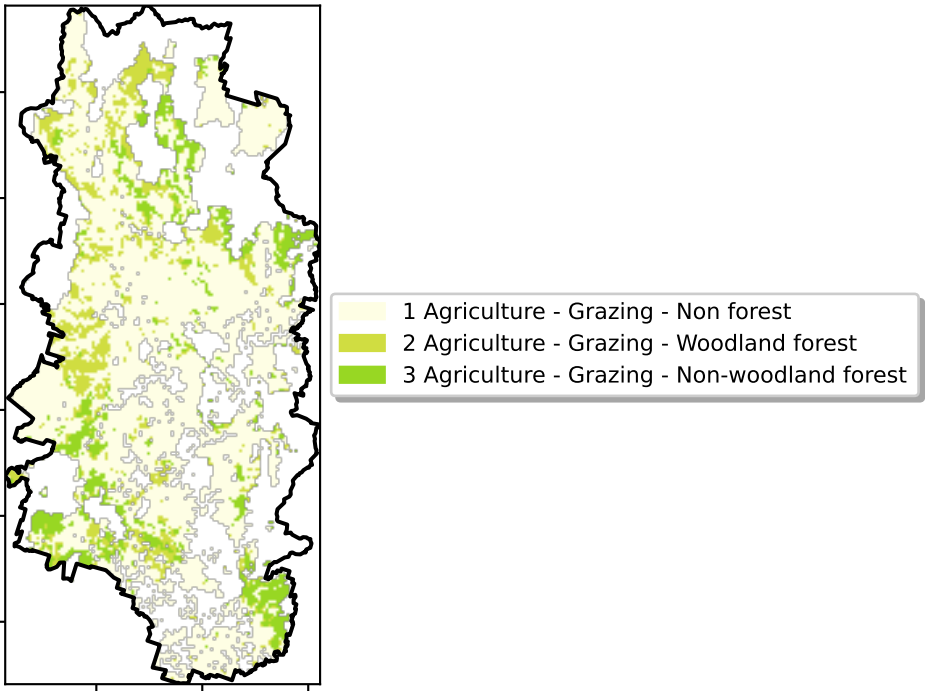 1 Agriculture - Grazing - Non forest
2 Agriculture - Grazing - Woodland forest
3 Agriculture - Grazing - Non-woodland forest